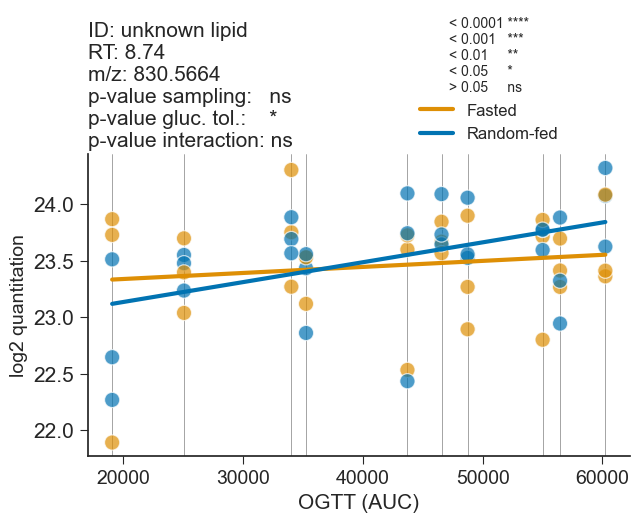 ID: unknown lipid
RT: 8.74
m/z: 830.5664
p-value sampling: ns
p-value gluc. tol.: *
p-value interaction: ns
< 0.0001 ****
< 0.001 ***
< 0.01 **
< 0.05 *
> 0.05 ns
Fasted
Random-fed
log2 quantitation
24.0
23.5
23.0
22.5
22.0
20000 30000 40000 50000 60000
OGTT (AUC)